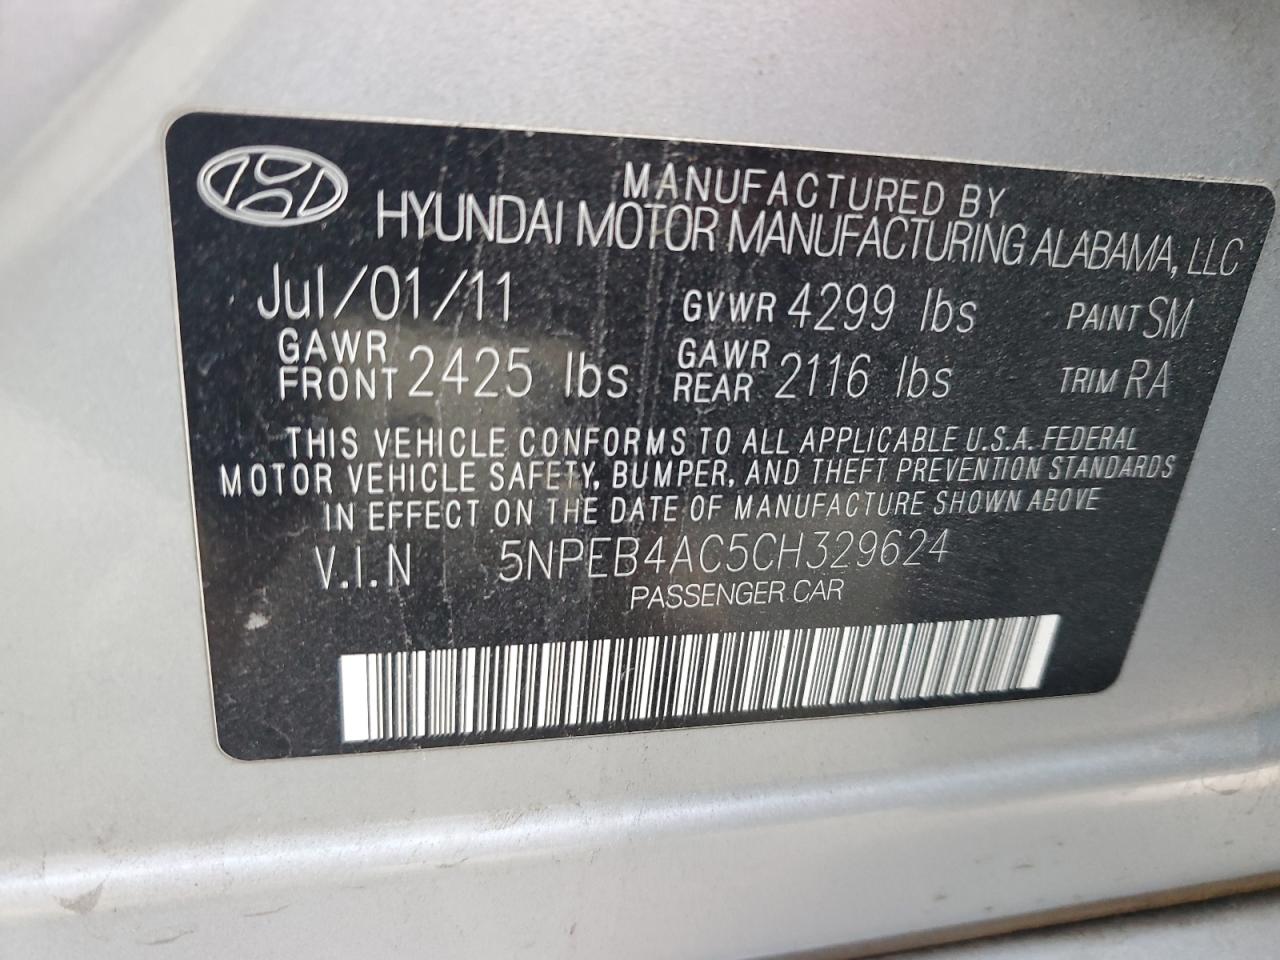 MANUFACTURED BY
HYUNDAI MOTOR MANUFACTURING ALABAMA, LLC
Jul/01/11 GVWR 4299 lbs PAINT SM
GAWR FRONT 2425 lbs GAWR REAR 2116 lbs TRIM RA
THIS VEHICLE CONFORMS TO ALL APPLICABLE U.S.A. FEDERAL
MOTOR VEHICLE SAFETY, BUMPER, AND THEFT PREVENTION STANDARDS
IN EFFECT ON THE DATE OF MANUFACTURE SHOWN ABOVE
V.I.N 5NPEB4AC5CH329624
PASSENGER CAR